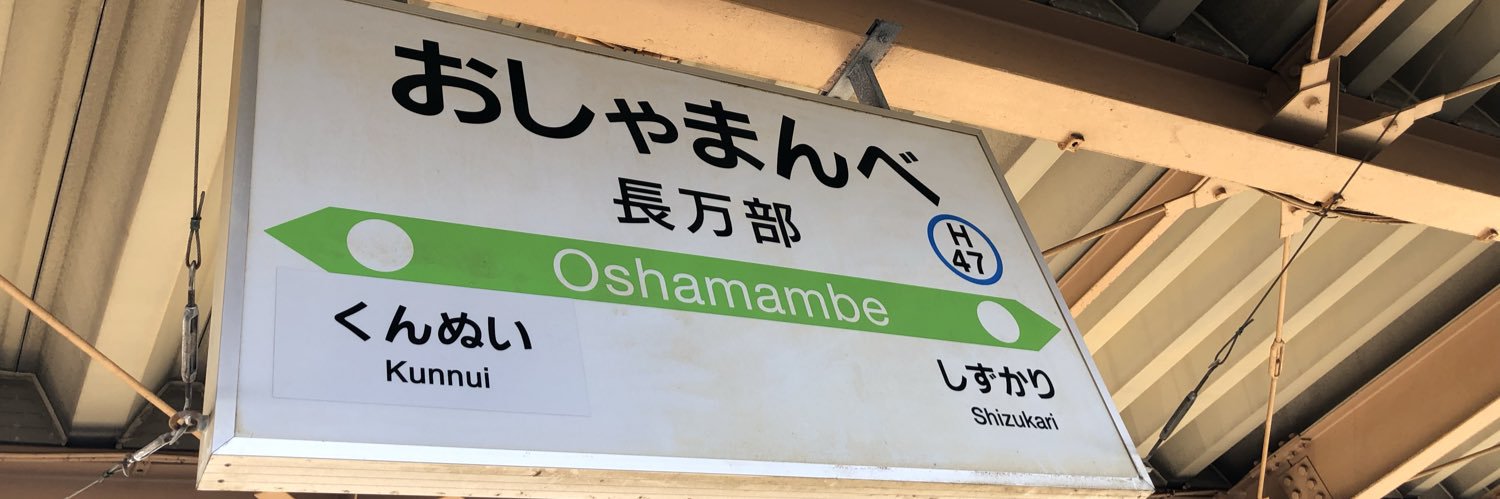 おしゃまんべ
長万部
H
47
Oshamambe
くんぬい
Kunnui
しずかり
Shizukari